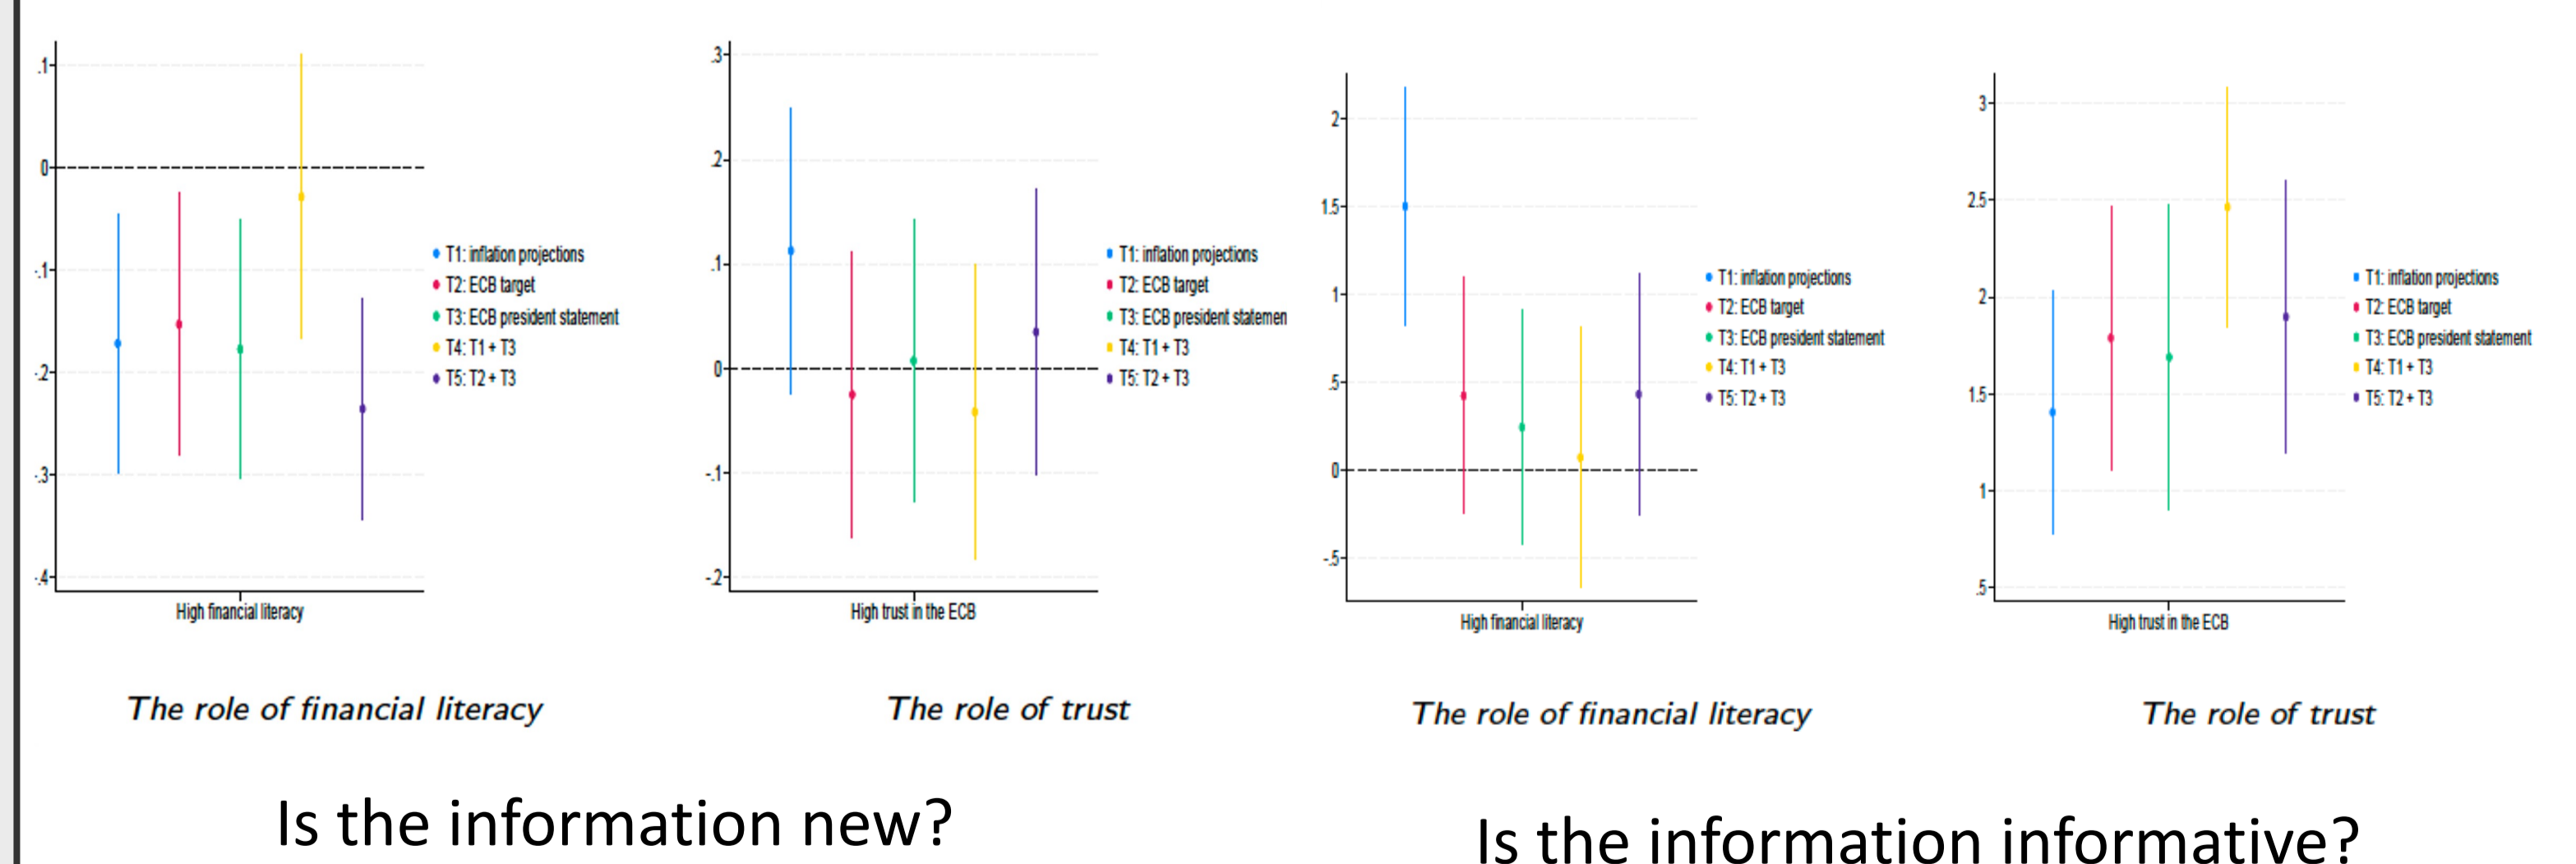 .1
0
-.1
-.2
-.3
-.4
High financial literacy
T1: inflation projections
T2: ECB target
T3: ECB president statement
T4: T1 + T3
T5: T2 + T3
The role of financial literacy
.3
.2
.1
0
-.1
-.2
High trust in the ECB
T1: inflation projections
T2: ECB target
T3: ECB president statemen
T4: T1 + T3
T5: T2 + T3
The role of trust
Is the information new?
2
1.5
1
.5
0
-.5
High financial literacy
T1: inflation projections
T2: ECB target
T3: ECB president statement
T4: T1 + T3
T5: T2 + T3
The role of financial literacy
3
2.5
2
1.5
1
.5
High trust in the ECB
T1: inflation projections
T2: ECB target
T3: ECB president statement
T4: T1 + T3
T5: T2 + T3
The role of trust
Is the information informative?